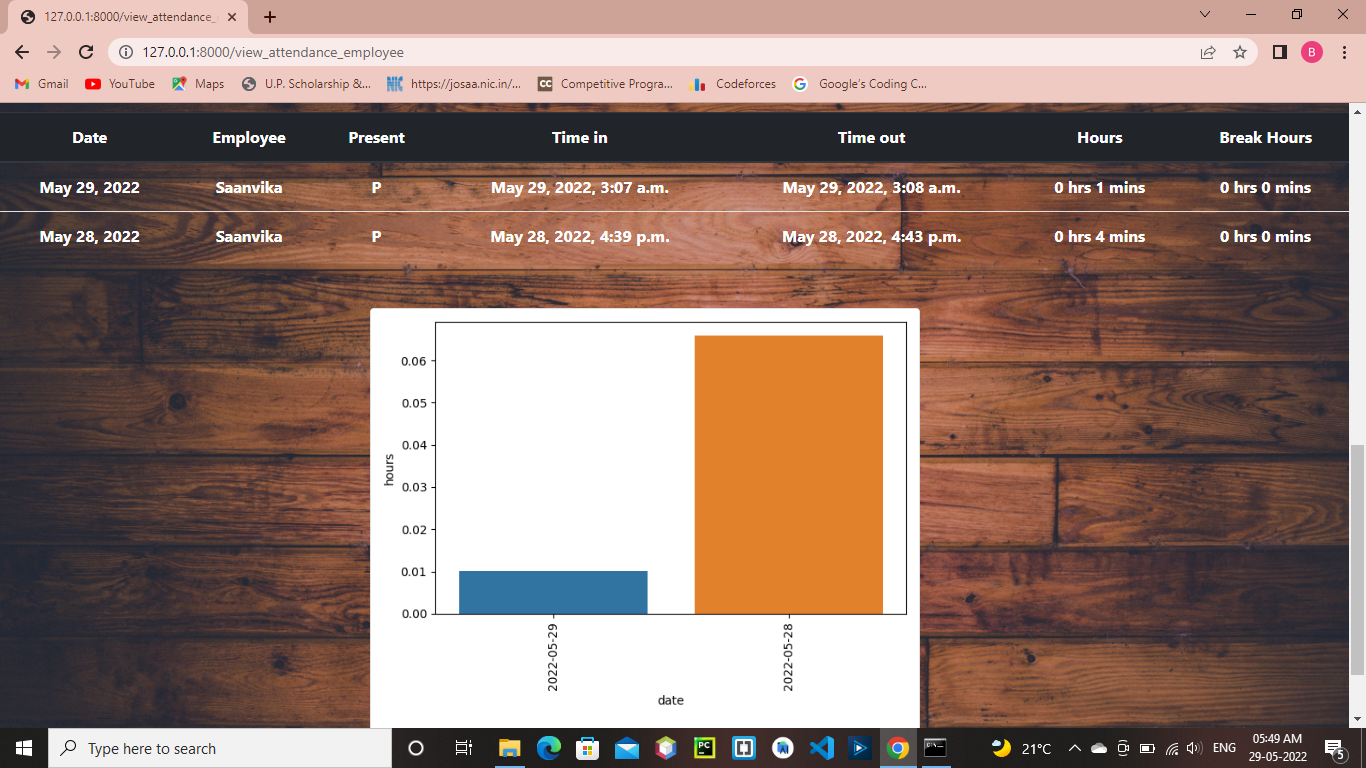 127.0.0.1:8000/view_attendance_
127.0.0.1:8000/view_attendance_employee
B
Gmail YouTube Maps U.P. Scholarship &... https://josaa.nic.in/... CC Competitive Progra... Codeforces Google's Coding C...
Date Employee Present Time in Time out Hours Break Hours
May 29, 2022 Saanvika P May 29, 2022, 3:07 a.m. May 29, 2022, 3:08 a.m. 0 hrs 1 mins 0 hrs 0 mins
May 28, 2022 Saanvika P May 28, 2022, 4:39 p.m. May 28, 2022, 4:43 p.m. 0 hrs 4 mins 0 hrs 0 mins
0.06
0.05
0.04
0.03
0.02
0.01
0.00
hours
2022-05-29
2022-05-28
date
Type here to search
PC
21°C
ENG
05:49 AM
29-05-2022
5